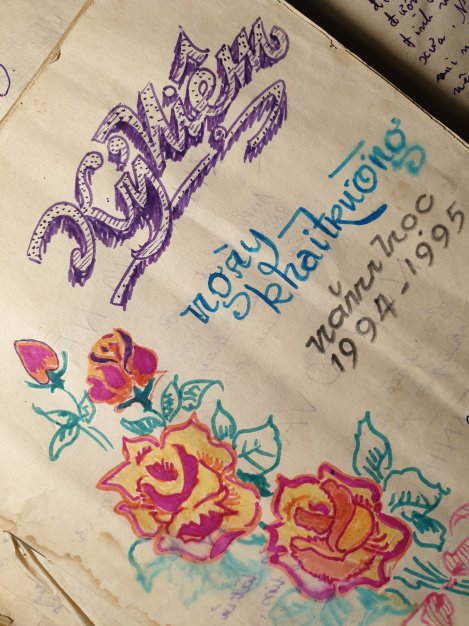 Kỷ Niệm
ngày
khai trường
năm học
1994-1995